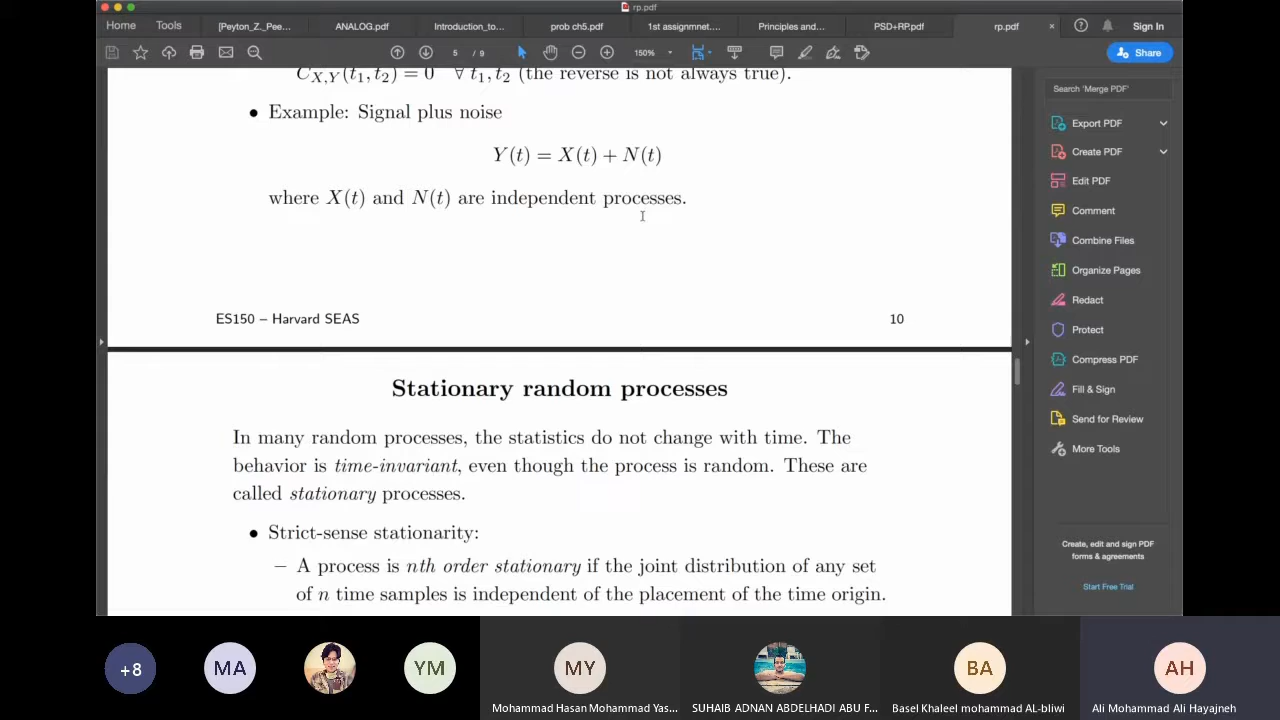 rp.pdf
Home Tools [Peyton_Z._Pee... ANALOG.pdf Introduction_to... prob ch5.pdf 1st assignmnet.... Principles and... PSD+RP.pdf rp.pdf × Sign In
5 / 9 150% Share
C_{X,Y}(t_1, t_2) = 0 ∀ t_1, t_2 (the reverse is not always true).
Search 'Merge PDF'
• Example: Signal plus noise
Export PDF
Y(t) = X(t) + N(t)
Create PDF
where X(t) and N(t) are independent processes.
Edit PDF
Comment
Combine Files
Organize Pages
Redact
ES150 – Harvard SEAS 10
Protect
Compress PDF
Stationary random processes
Fill & Sign
Send for Review
In many random processes, the statistics do not change with time. The
More Tools
behavior is time-invariant, even though the process is random. These are
called stationary processes.
• Strict-sense stationarity:
– A process is nth order stationary if the joint distribution of any set
of n time samples is independent of the placement of the time origin.
Create, edit and sign PDF
forms & agreements
Start Free Trial
+8 MA YM MY BA AH
Mohammad Hasan Mohammad Yas... SUHAIB ADNAN ABDELHADI ABU F... Basel Khaleel mohammad AL-bliwi Ali Mohammad Ali Hayajneh